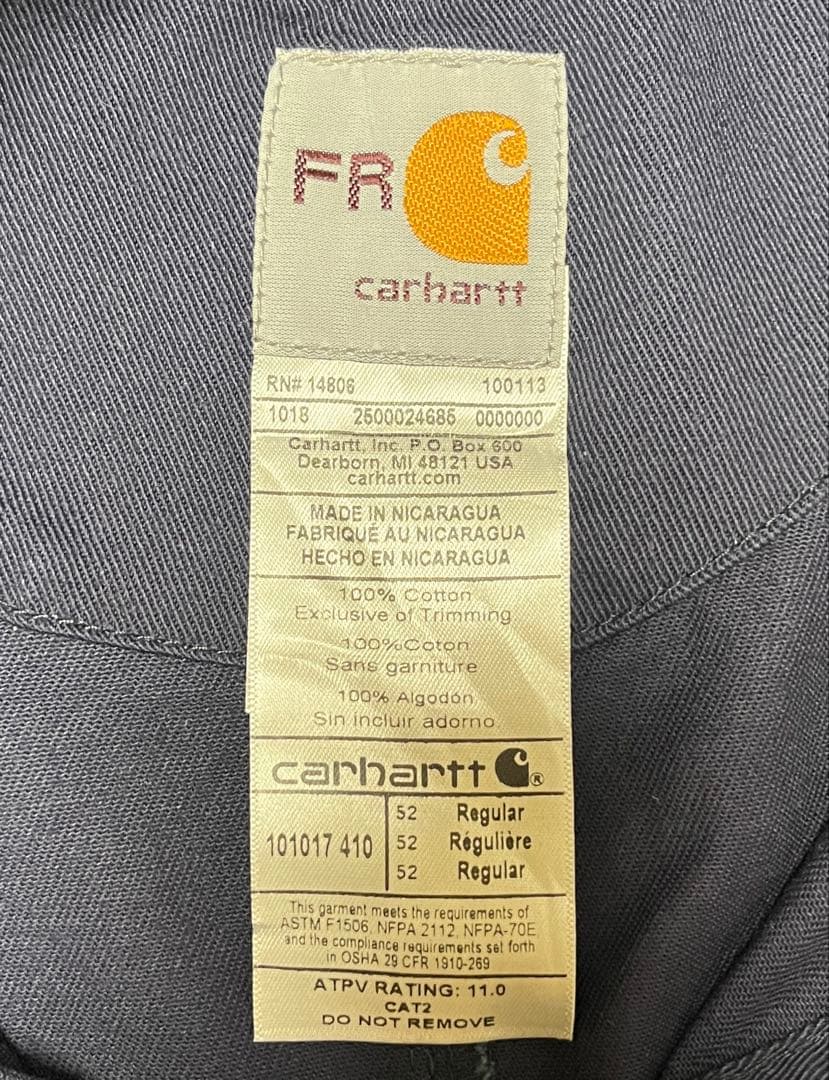 FR
carhartt
RN# 14806 100113
1018 2500024685 0000000
Carhartt, Inc. P.O. Box 600
Dearborn, MI 48121 USA
carhartt.com
MADE IN NICARAGUA
FABRIQUÉ AU NICARAGUA
HECHO EN NICARAGUA
100% Cotton
Exclusive of Trimming
100%Coton
Sans garniture
100% Algodón
Sin incluir adorno.
carhartt ®
101017 410
52 Regular
52 Régulière
52 Regular
This garment meets the requirements of
ASTM F1506, NFPA 2112, NFPA-70E
and the compliance requirements set forth
in OSHA 29 CFR 1910-269
ATPV RATING: 11.0
CAT2
DO NOT REMOVE